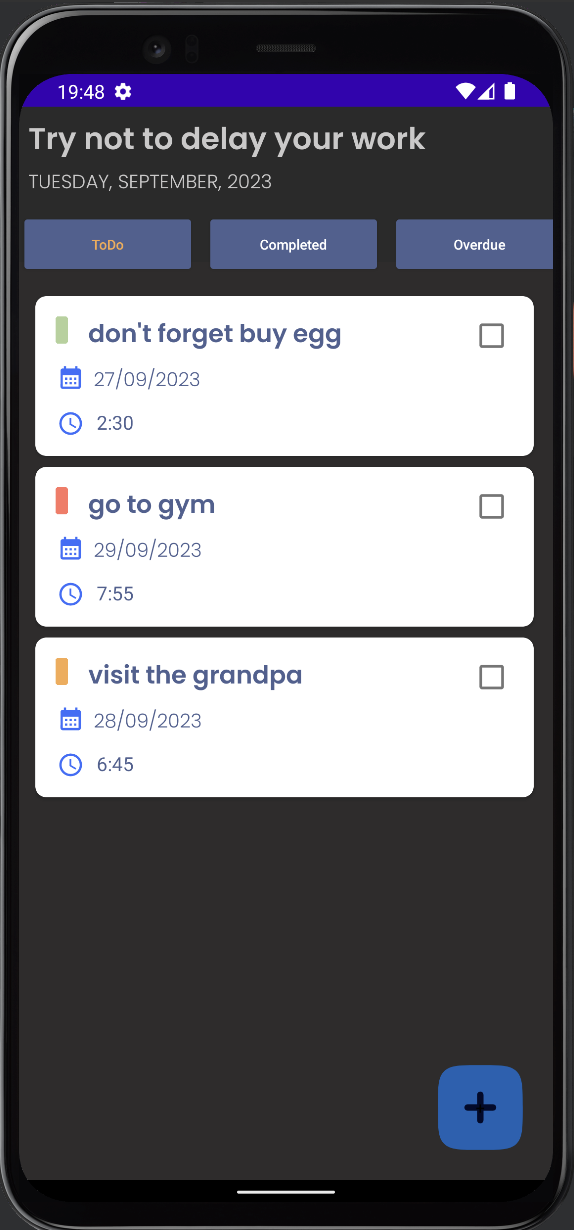 19:48
Try not to delay your work
TUESDAY, SEPTEMBER, 2023
ToDo Completed Overdue
don't forget buy egg
27/09/2023
2:30
go to gym
29/09/2023
7:55
visit the grandpa
28/09/2023
6:45